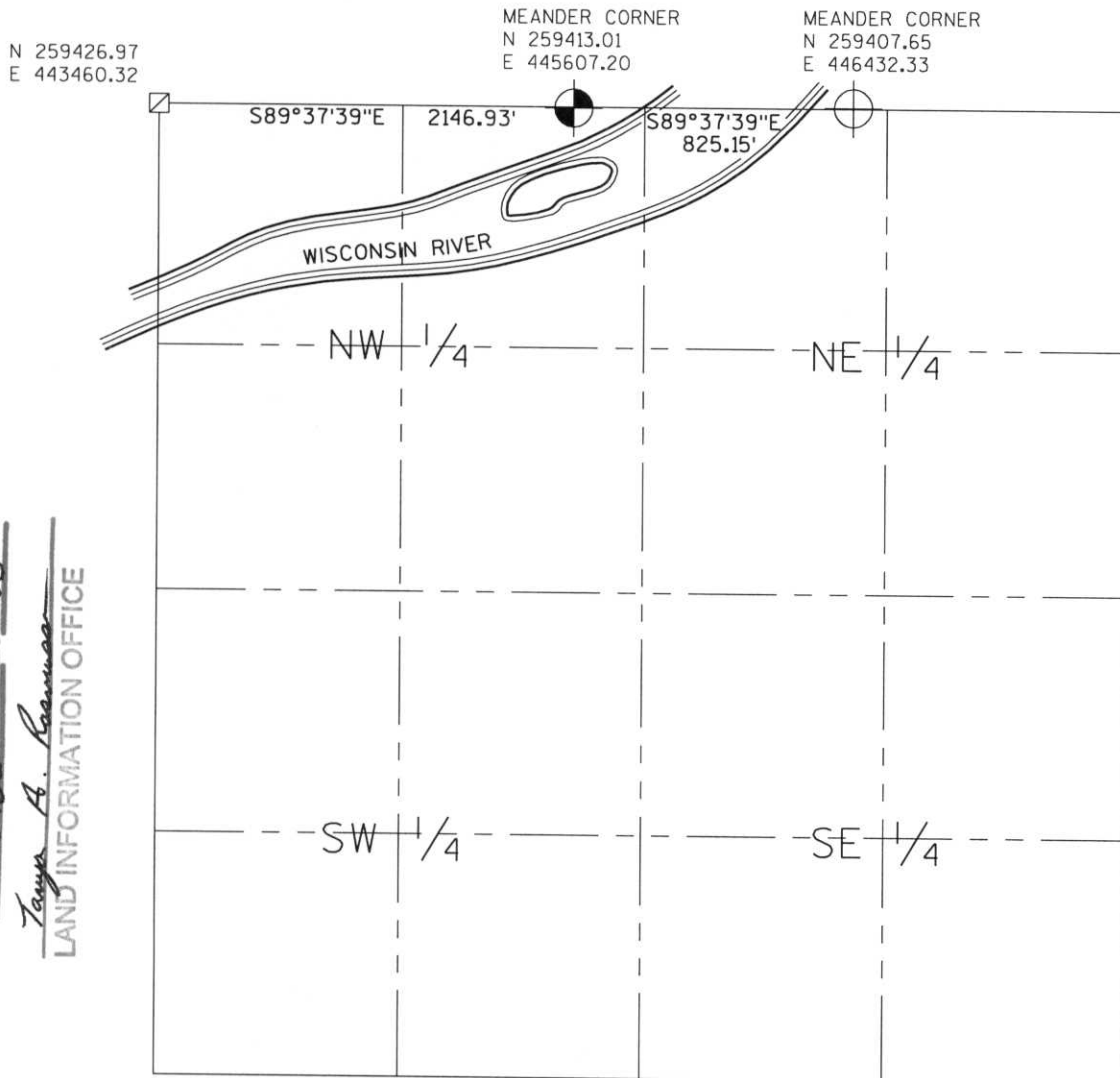 N 259426.97
E 443460.32
MEANDER CORNER
N 259413.01
E 445607.20
MEANDER CORNER
N 259407.65
E 446432.33
S89°37'39"E 2146.93'
S89°37'39"E
825.15'
WISCONSIN RIVER
NW 1/4
NE 1/4
SW 1/4
SE 1/4
Tanya A. Rasmussen
LAND INFORMATION OFFICE